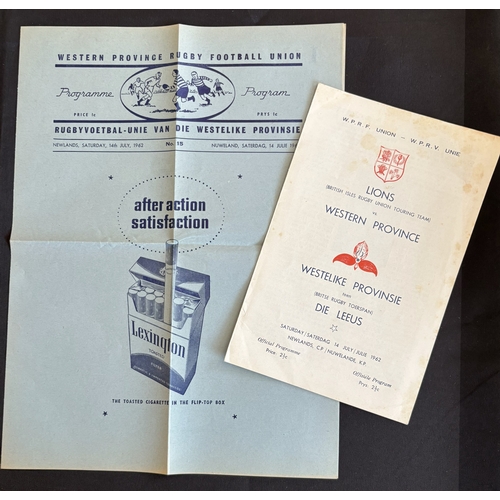 WESTERN PROVINCE RUGBY FOOTBALL UNION
Programme
Program
PRICE 1c
PRYS 1c
RUGBYVOETBAL-UNIE VAN DIE WESTELIKE PROVINSIE
NEWLANDS, SATURDAY, 14th JULY, 1962
No. 15
NUWELAND, SATERDAG, 14 JULIE
after action
satisfaction
Lexington
TOASTED
FILTER
THE TOASTED CIGARETTE IN THE FLIP-TOP BOX
W.P.R.F. UNION — W.P.R.V. UNIE
LIONS
(BRITISH ISLES RUGBY UNION TOURING TEAM)
vs.
WESTERN PROVINCE
WESTELIKE PROVINSIE
teen
(BRITSE RUGBY TOERSPAN)
DIE LEEUS
SATURDAY/SATERDAG 14 JULY/JULIE 1962
NEWLANDS, C.P./NUWELANDE, K.P.
Official Programme
Price: 2½c
Offisiële Program
Prys: 2½c